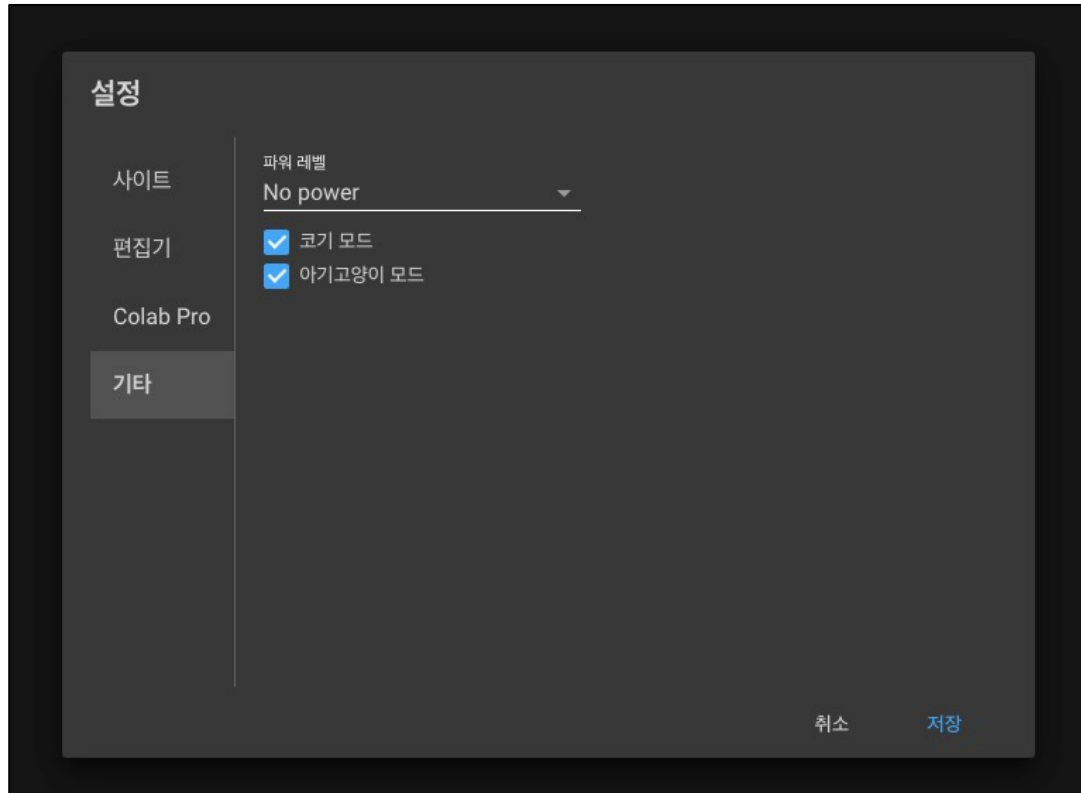 설정
사이트
편집기
Colab Pro
기타
파워 레벨
No power
코기 모드
아기고양이 모드
취소
저장